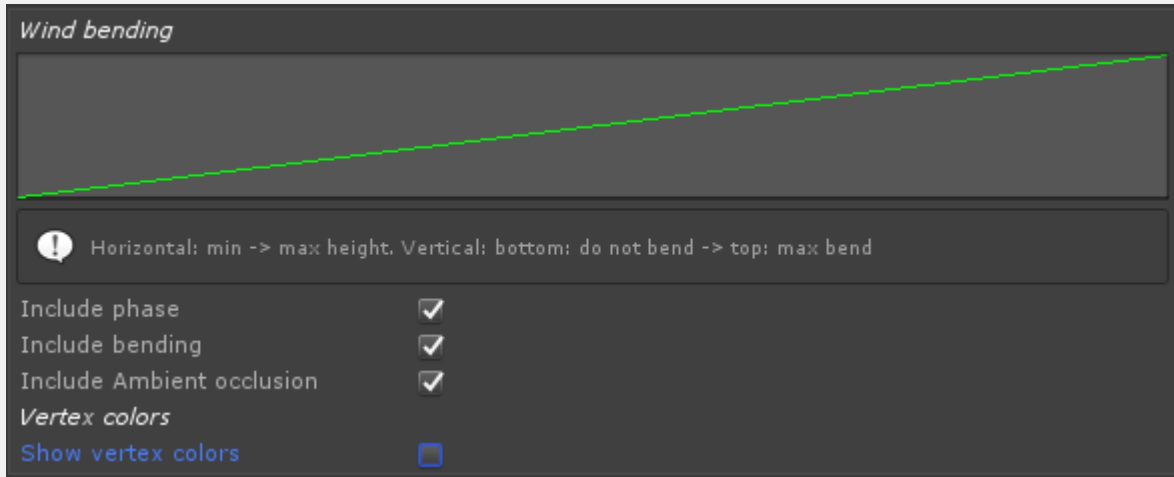 Wind bending
Horizontal: min -> max height. Vertical: bottom: do not bend -> top: max bend
Include phase
Include bending
Include Ambient occlusion
Vertex colors
Show vertex colors